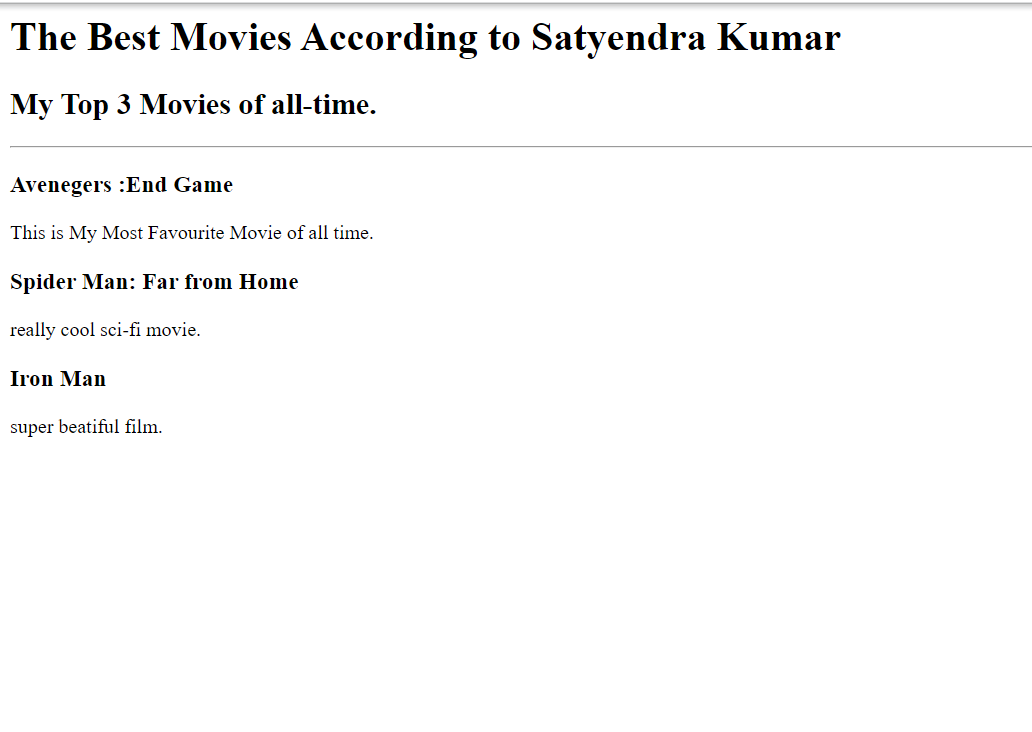 The Best Movies According to Satyendra Kumar
My Top 3 Movies of all-time.
Avenegers :End Game
This is My Most Favourite Movie of all time.
Spider Man: Far from Home
really cool sci-fi movie.
Iron Man
super beatiful film.